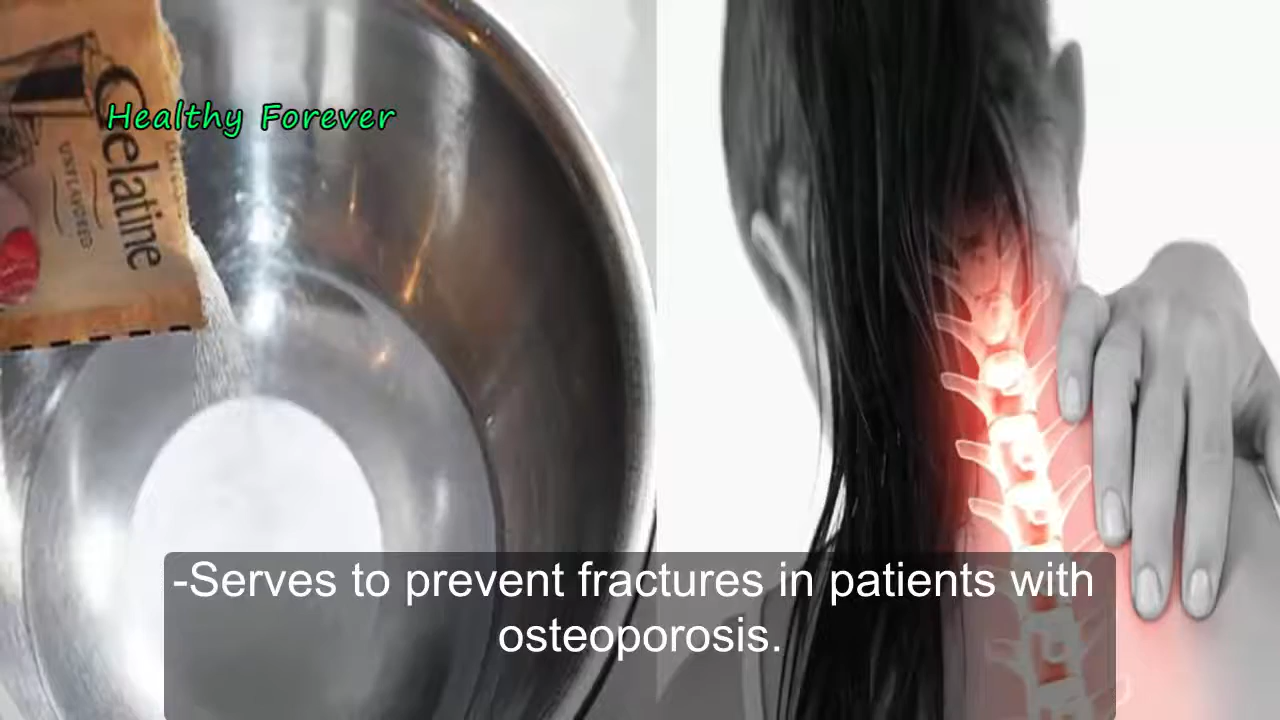 Healthy Forever
Gelatine
UNFLAVORED
-Serves to prevent fractures in patients with
osteoporosis.